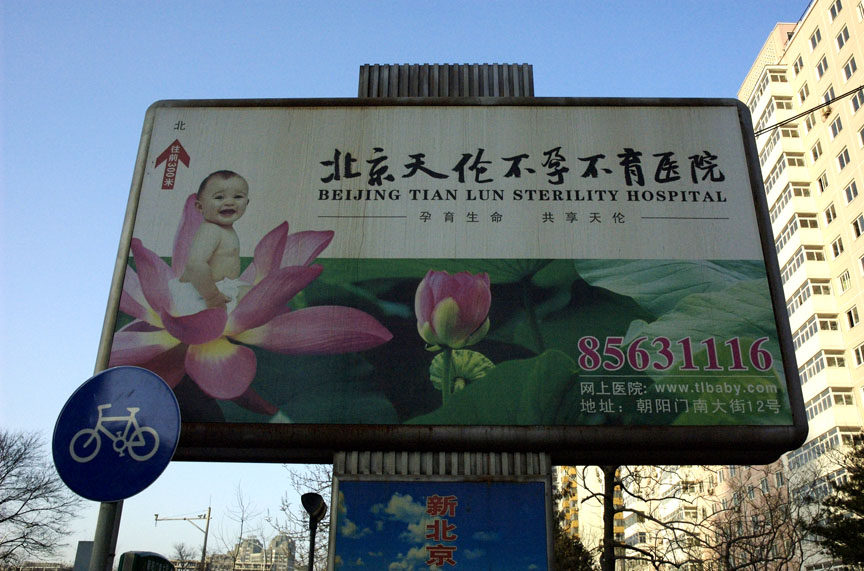 北
往前300米
北京天伦不孕不育医院
BEIJING TIAN LUN STERILITY HOSPITAL
孕育生命 共享天伦
85631116
网上医院: www.tlbaby.com
地址: 朝阳门南大街12号
新北京